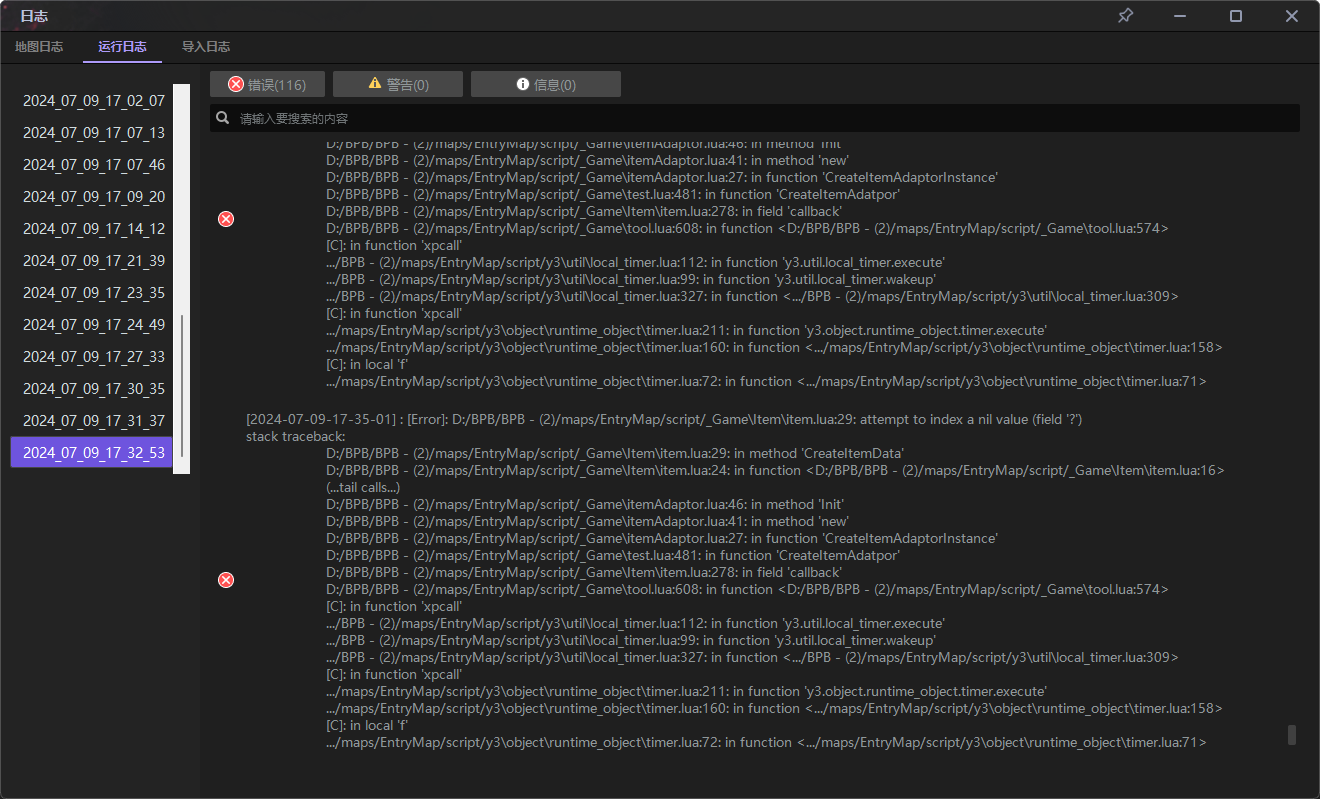 日志
地图日志
运行日志
导入日志
2024_07_09_17_02_07
2024_07_09_17_07_13
2024_07_09_17_07_46
2024_07_09_17_09_20
2024_07_09_17_14_12
2024_07_09_17_21_39
2024_07_09_17_23_35
2024_07_09_17_24_49
2024_07_09_17_27_33
2024_07_09_17_30_35
2024_07_09_17_31_37
2024_07_09_17_32_53
错误(116)
警告(0)
信息(0)
请输入要搜索的内容
D:/BPB/BPB - (2)/maps/EntryMap/script/_Game\itemAdaptor.lua:46: in method 'Init'
D:/BPB/BPB - (2)/maps/EntryMap/script/_Game\itemAdaptor.lua:41: in method 'new'
D:/BPB/BPB - (2)/maps/EntryMap/script/_Game\itemAdaptor.lua:27: in function 'CreateItemAdaptorInstance'
D:/BPB/BPB - (2)/maps/EntryMap/script/_Game\test.lua:481: in function 'CreateItemAdatpor'
D:/BPB/BPB - (2)/maps/EntryMap/script/_Game\Item\item.lua:278: in field 'callback'
D:/BPB/BPB - (2)/maps/EntryMap/script/_Game\tool.lua:608: in function <D:/BPB/BPB - (2)/maps/EntryMap/script/_Game\tool.lua:574>
[C]: in function 'xpcall'
.../BPB - (2)/maps/EntryMap/script/y3\util\local_timer.lua:112: in function 'y3.util.local_timer.execute'
.../BPB - (2)/maps/EntryMap/script/y3\util\local_timer.lua:99: in function 'y3.util.local_timer.wakeup'
.../BPB - (2)/maps/EntryMap/script/y3\util\local_timer.lua:327: in function <.../BPB - (2)/maps/EntryMap/script/y3\util\local_timer.lua:309>
[C]: in function 'xpcall'
.../maps/EntryMap/script/y3\object\runtime_object\timer.lua:211: in function 'y3.object.runtime_object.timer.execute'
.../maps/EntryMap/script/y3\object\runtime_object\timer.lua:160: in function <.../maps/EntryMap/script/y3\object\runtime_object\timer.lua:158>
[C]: in local 'f'
.../maps/EntryMap/script/y3\object\runtime_object\timer.lua:72: in function <.../maps/EntryMap/script/y3\object\runtime_object\timer.lua:71>
[2024-07-09-17-35-01] : [Error]: D:/BPB/BPB - (2)/maps/EntryMap/script/_Game\Item\item.lua:29: attempt to index a nil value (field '?')
stack traceback:
D:/BPB/BPB - (2)/maps/EntryMap/script/_Game\Item\item.lua:29: in method 'CreateItemData'
D:/BPB/BPB - (2)/maps/EntryMap/script/_Game\Item\item.lua:24: in function <D:/BPB/BPB - (2)/maps/EntryMap/script/_Game\Item\item.lua:16>
(...tail calls...)
D:/BPB/BPB - (2)/maps/EntryMap/script/_Game\itemAdaptor.lua:46: in method 'Init'
D:/BPB/BPB - (2)/maps/EntryMap/script/_Game\itemAdaptor.lua:41: in method 'new'
D:/BPB/BPB - (2)/maps/EntryMap/script/_Game\itemAdaptor.lua:27: in function 'CreateItemAdaptorInstance'
D:/BPB/BPB - (2)/maps/EntryMap/script/_Game\test.lua:481: in function 'CreateItemAdatpor'
D:/BPB/BPB - (2)/maps/EntryMap/script/_Game\Item\item.lua:278: in field 'callback'
D:/BPB/BPB - (2)/maps/EntryMap/script/_Game\tool.lua:608: in function <D:/BPB/BPB - (2)/maps/EntryMap/script/_Game\tool.lua:574>
[C]: in function 'xpcall'
.../BPB - (2)/maps/EntryMap/script/y3\util\local_timer.lua:112: in function 'y3.util.local_timer.execute'
.../BPB - (2)/maps/EntryMap/script/y3\util\local_timer.lua:99: in function 'y3.util.local_timer.wakeup'
.../BPB - (2)/maps/EntryMap/script/y3\util\local_timer.lua:327: in function <.../BPB - (2)/maps/EntryMap/script/y3\util\local_timer.lua:309>
[C]: in function 'xpcall'
.../maps/EntryMap/script/y3\object\runtime_object\timer.lua:211: in function 'y3.object.runtime_object.timer.execute'
.../maps/EntryMap/script/y3\object\runtime_object\timer.lua:160: in function <.../maps/EntryMap/script/y3\object\runtime_object\timer.lua:158>
[C]: in local 'f'
.../maps/EntryMap/script/y3\object\runtime_object\timer.lua:72: in function <.../maps/EntryMap/script/y3\object\runtime_object\timer.lua:71>